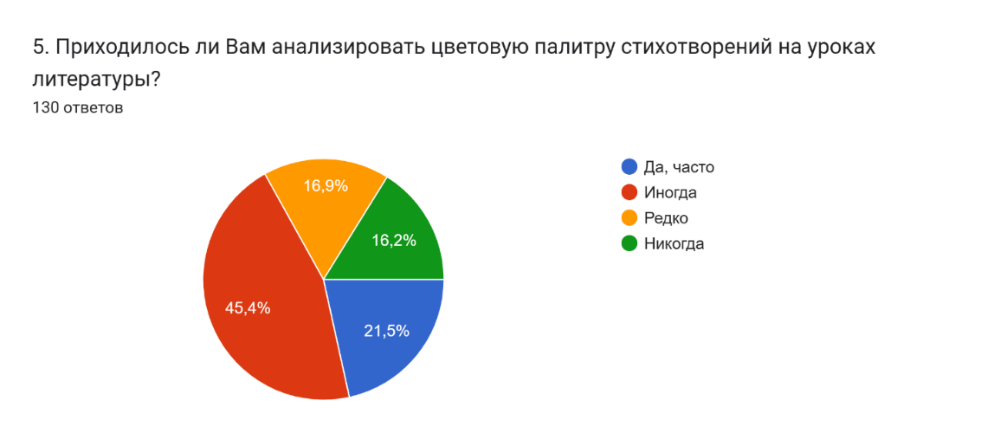 5. Приходилось ли Вам анализировать цветовую палитру стихотворений на уроках
литературы?
130 ответов
Да, часто
Иногда
Редко
Никогда
16,9%
16,2%
45,4%
21,5%